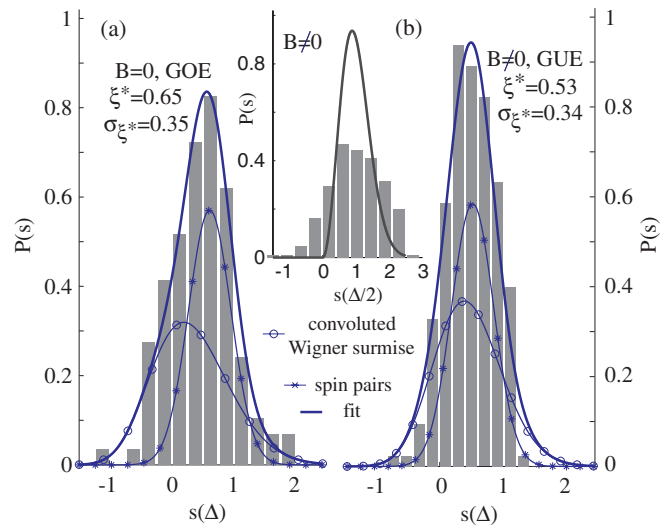 (a)
B=0, GOE
ξ*=0.65
σξ*=0.35
P(s)
1
0.8
0.6
0.4
0.2
0
-1
0
1
2
s(Δ)
B≠0
P(s)
0.8
0.4
0
-1
0
1
2
3
s(Δ/2)
convoluted
Wigner surmise
spin pairs
fit
(b)
B≠0, GUE
ξ*=0.53
σξ*=0.34
P(s)
1
0.8
0.6
0.4
0.2
0
-1
0
1
2
s(Δ)